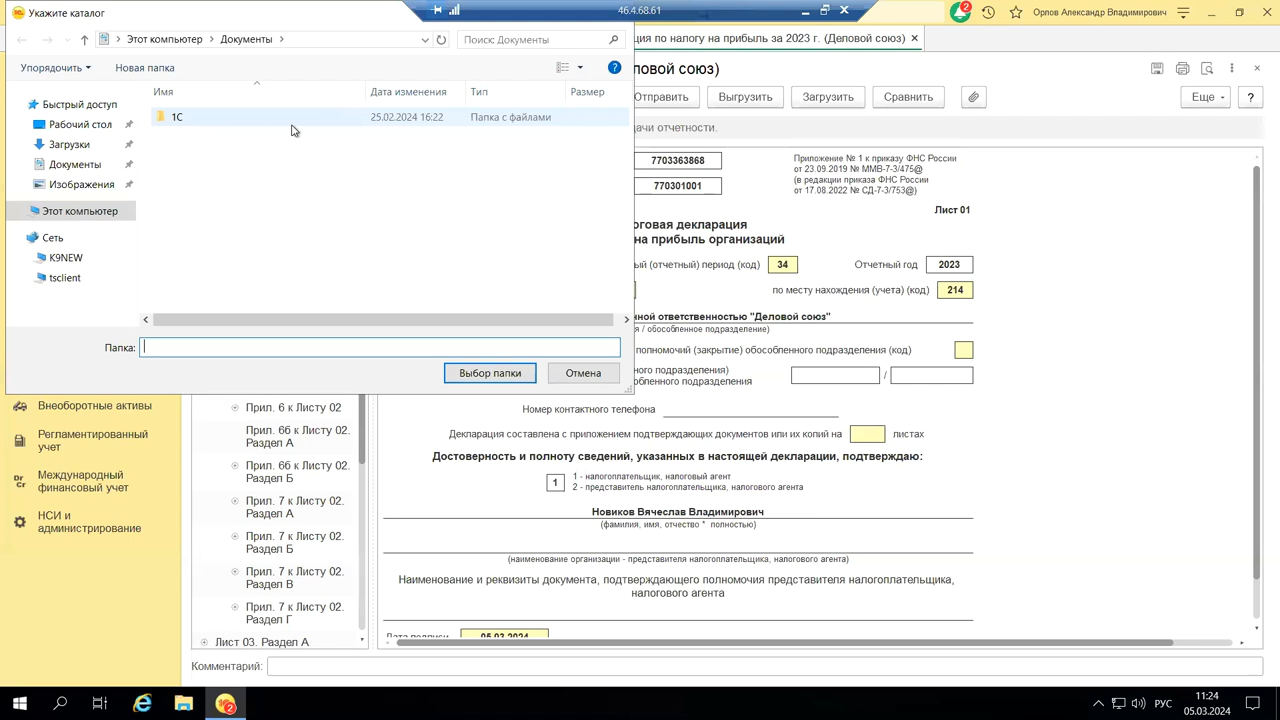 Укажите каталог
46.4.68.61
2
Орлов Александр Владимирович
Этот компьютер
Документы
Поиск: Документы
ция по налогу на прибыль за 2023 г. (Деловой союз)
Упорядочить
Новая папка
?
ловой союз)
Имя
Дата изменения
Тип
Размер
Отправить
Выгрузить
Загрузить
Сравнить
Еще
?
1C
25.02.2024 16:22
Папка с файлами
дачи отчетности.
Быстрый доступ
Рабочий стол
Загрузки
Документы
Изображения
Этот компьютер
Сеть
K9NEW
tsclient
Папка:
Выбор папки
Отмена
7703363868
770301001
Приложение № 1 к приказу ФНС России
от 23.09.2019 № ММВ-7-3/475@
(в редакции приказа ФНС России
от 17.08.2022 № СД-7-3/753@)
Лист 01
оговая декларация
на прибыль организаций
ый (отчетный) период (код)
34
Отчетный год
2023
по месту нахождения (учета) (код)
214
нной ответственностью "Деловой союз"
я / обособленное подразделение)
полномочий (закрытие) обособленного подразделения (код)
ного подразделения)
обленного подразделения
/
Номер контактного телефона
Декларация составлена с приложением подтверждающих документов или их копий на
листах
Достоверность и полноту сведений, указанных в настоящей декларации, подтверждаю:
1
1 - налогоплательщик, налоговый агент
2 - представитель налогоплательщика, налогового агента
Новиков Вячеслав Владимирович
(фамилия, имя, отчество * полностью)
(наименование организации - представителя налогоплательщика, налогового агента)
Наименование и реквизиты документа, подтверждающего полномочия представителя налогоплательщика,
налогового агента
Дата подписи
05.03.2024
Внеоборотные активы
Регламентированный
учет
Международный
финансовый учет
НСИ и
администрирование
Прил. 6 к Листу 02
Прил. 6б к Листу 02.
Раздел А
Прил. 6б к Листу 02.
Раздел Б
Прил. 7 к Листу 02.
Раздел А
Прил. 7 к Листу 02.
Раздел Б
Прил. 7 к Листу 02.
Раздел В
Прил. 7 к Листу 02.
Раздел Г
Лист 03. Раздел А
Комментарий:
2
РУС
11:24
05.03.2024